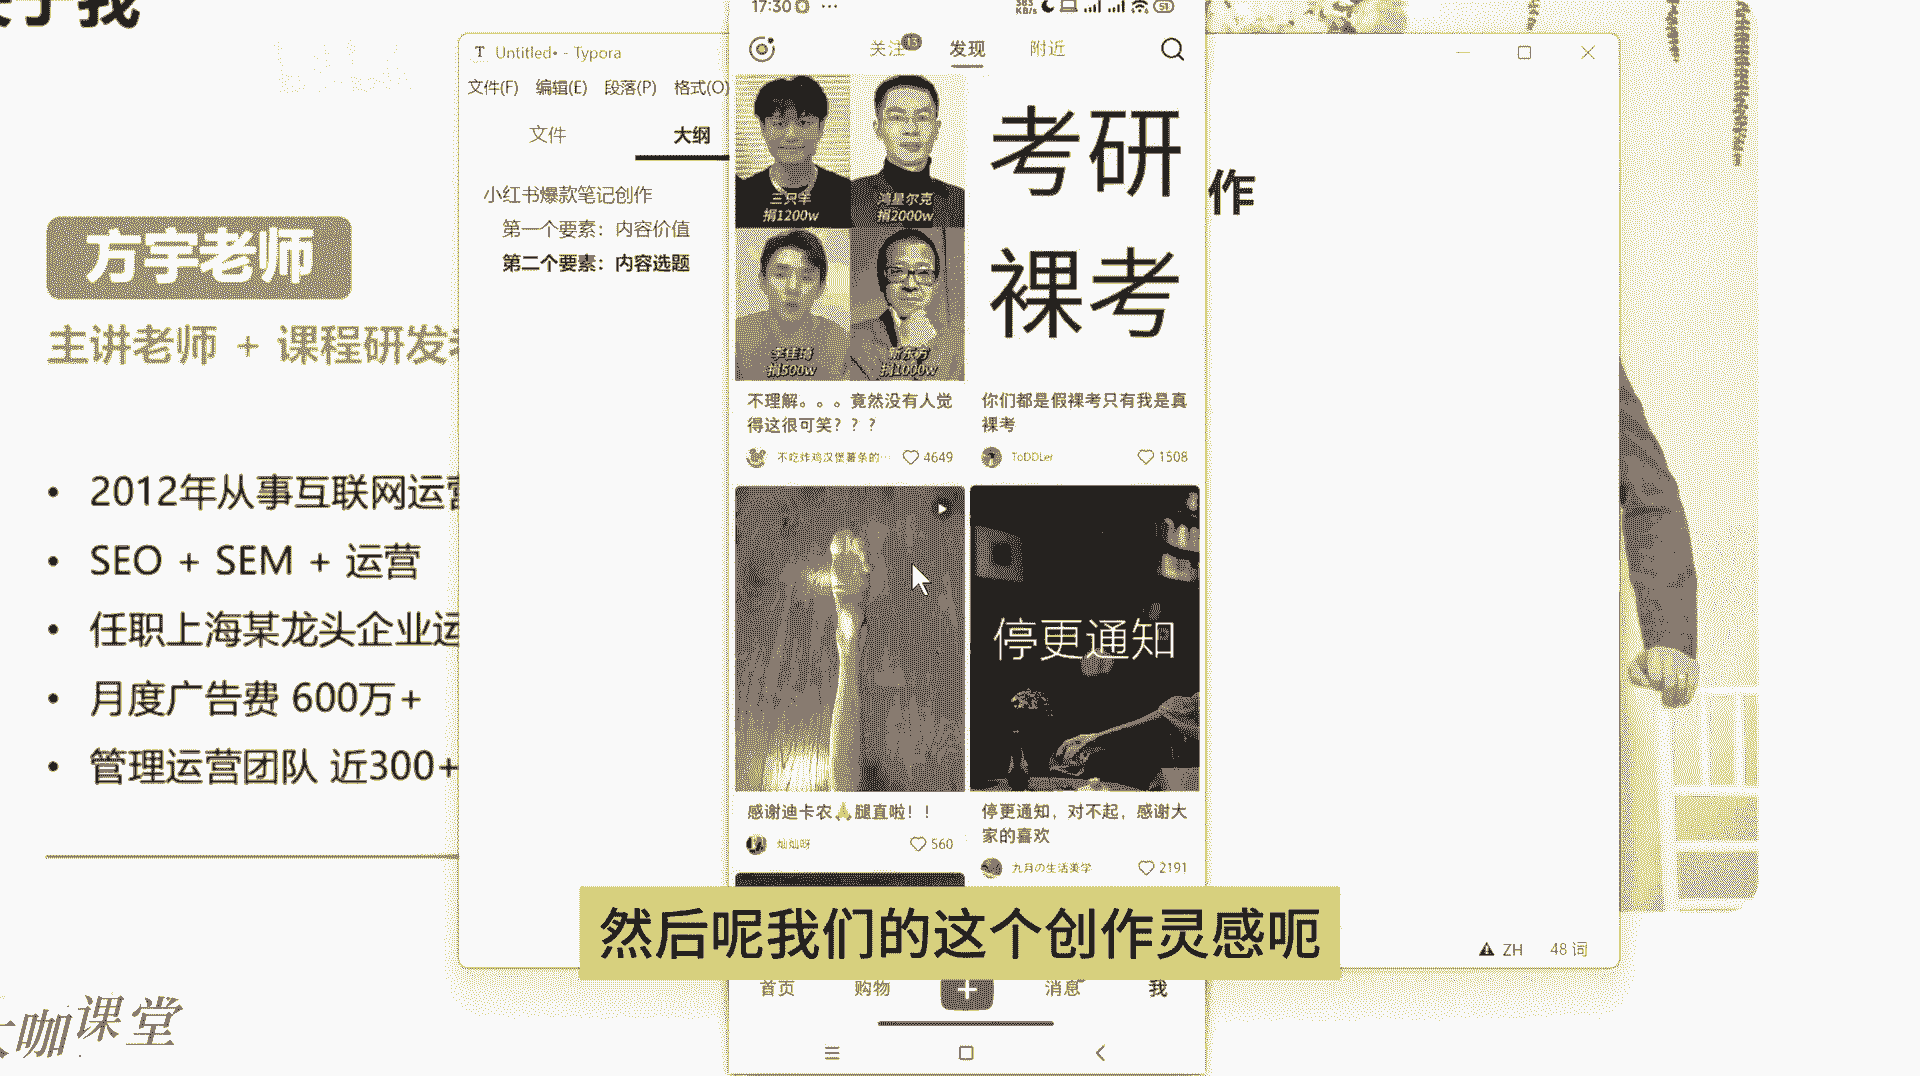 方宇老师
主讲老师 + 课程研发
2012年从事互联网运营
SEO + SEM + 运营
任职上海某龙头企业运
月度广告费 600万+
管理运营团队 近300+
大咖课堂
Untitled• - Typora
文件(F) 编辑(E) 段落(P) 格式(O)
文件 大纲
小红书爆款笔记创作
第一个要素：内容价值
第二个要素：内容选题
作
17:30
383 KB/s
51
关注 13 发现 附近
三只羊
捐1200w
鸿星尔克
捐2000w
李佳琦
捐500w
新东方
捐1000w
不理解。。。竟然没有人觉
得这很可笑？？？
不吃炸鸡汉堡薯条的… 4649
考研
裸考
你们都是假裸考只有我是真
裸考
ToDDLer 1508
感谢迪卡农🙏腿直啦！！
灿灿呀 560
停更通知
停更通知，对不起，感谢大
家的喜欢
九月の生活美学 2191
然后呢我们的这个创作灵感呃
首页 购物 消息 我
ZH 48 词